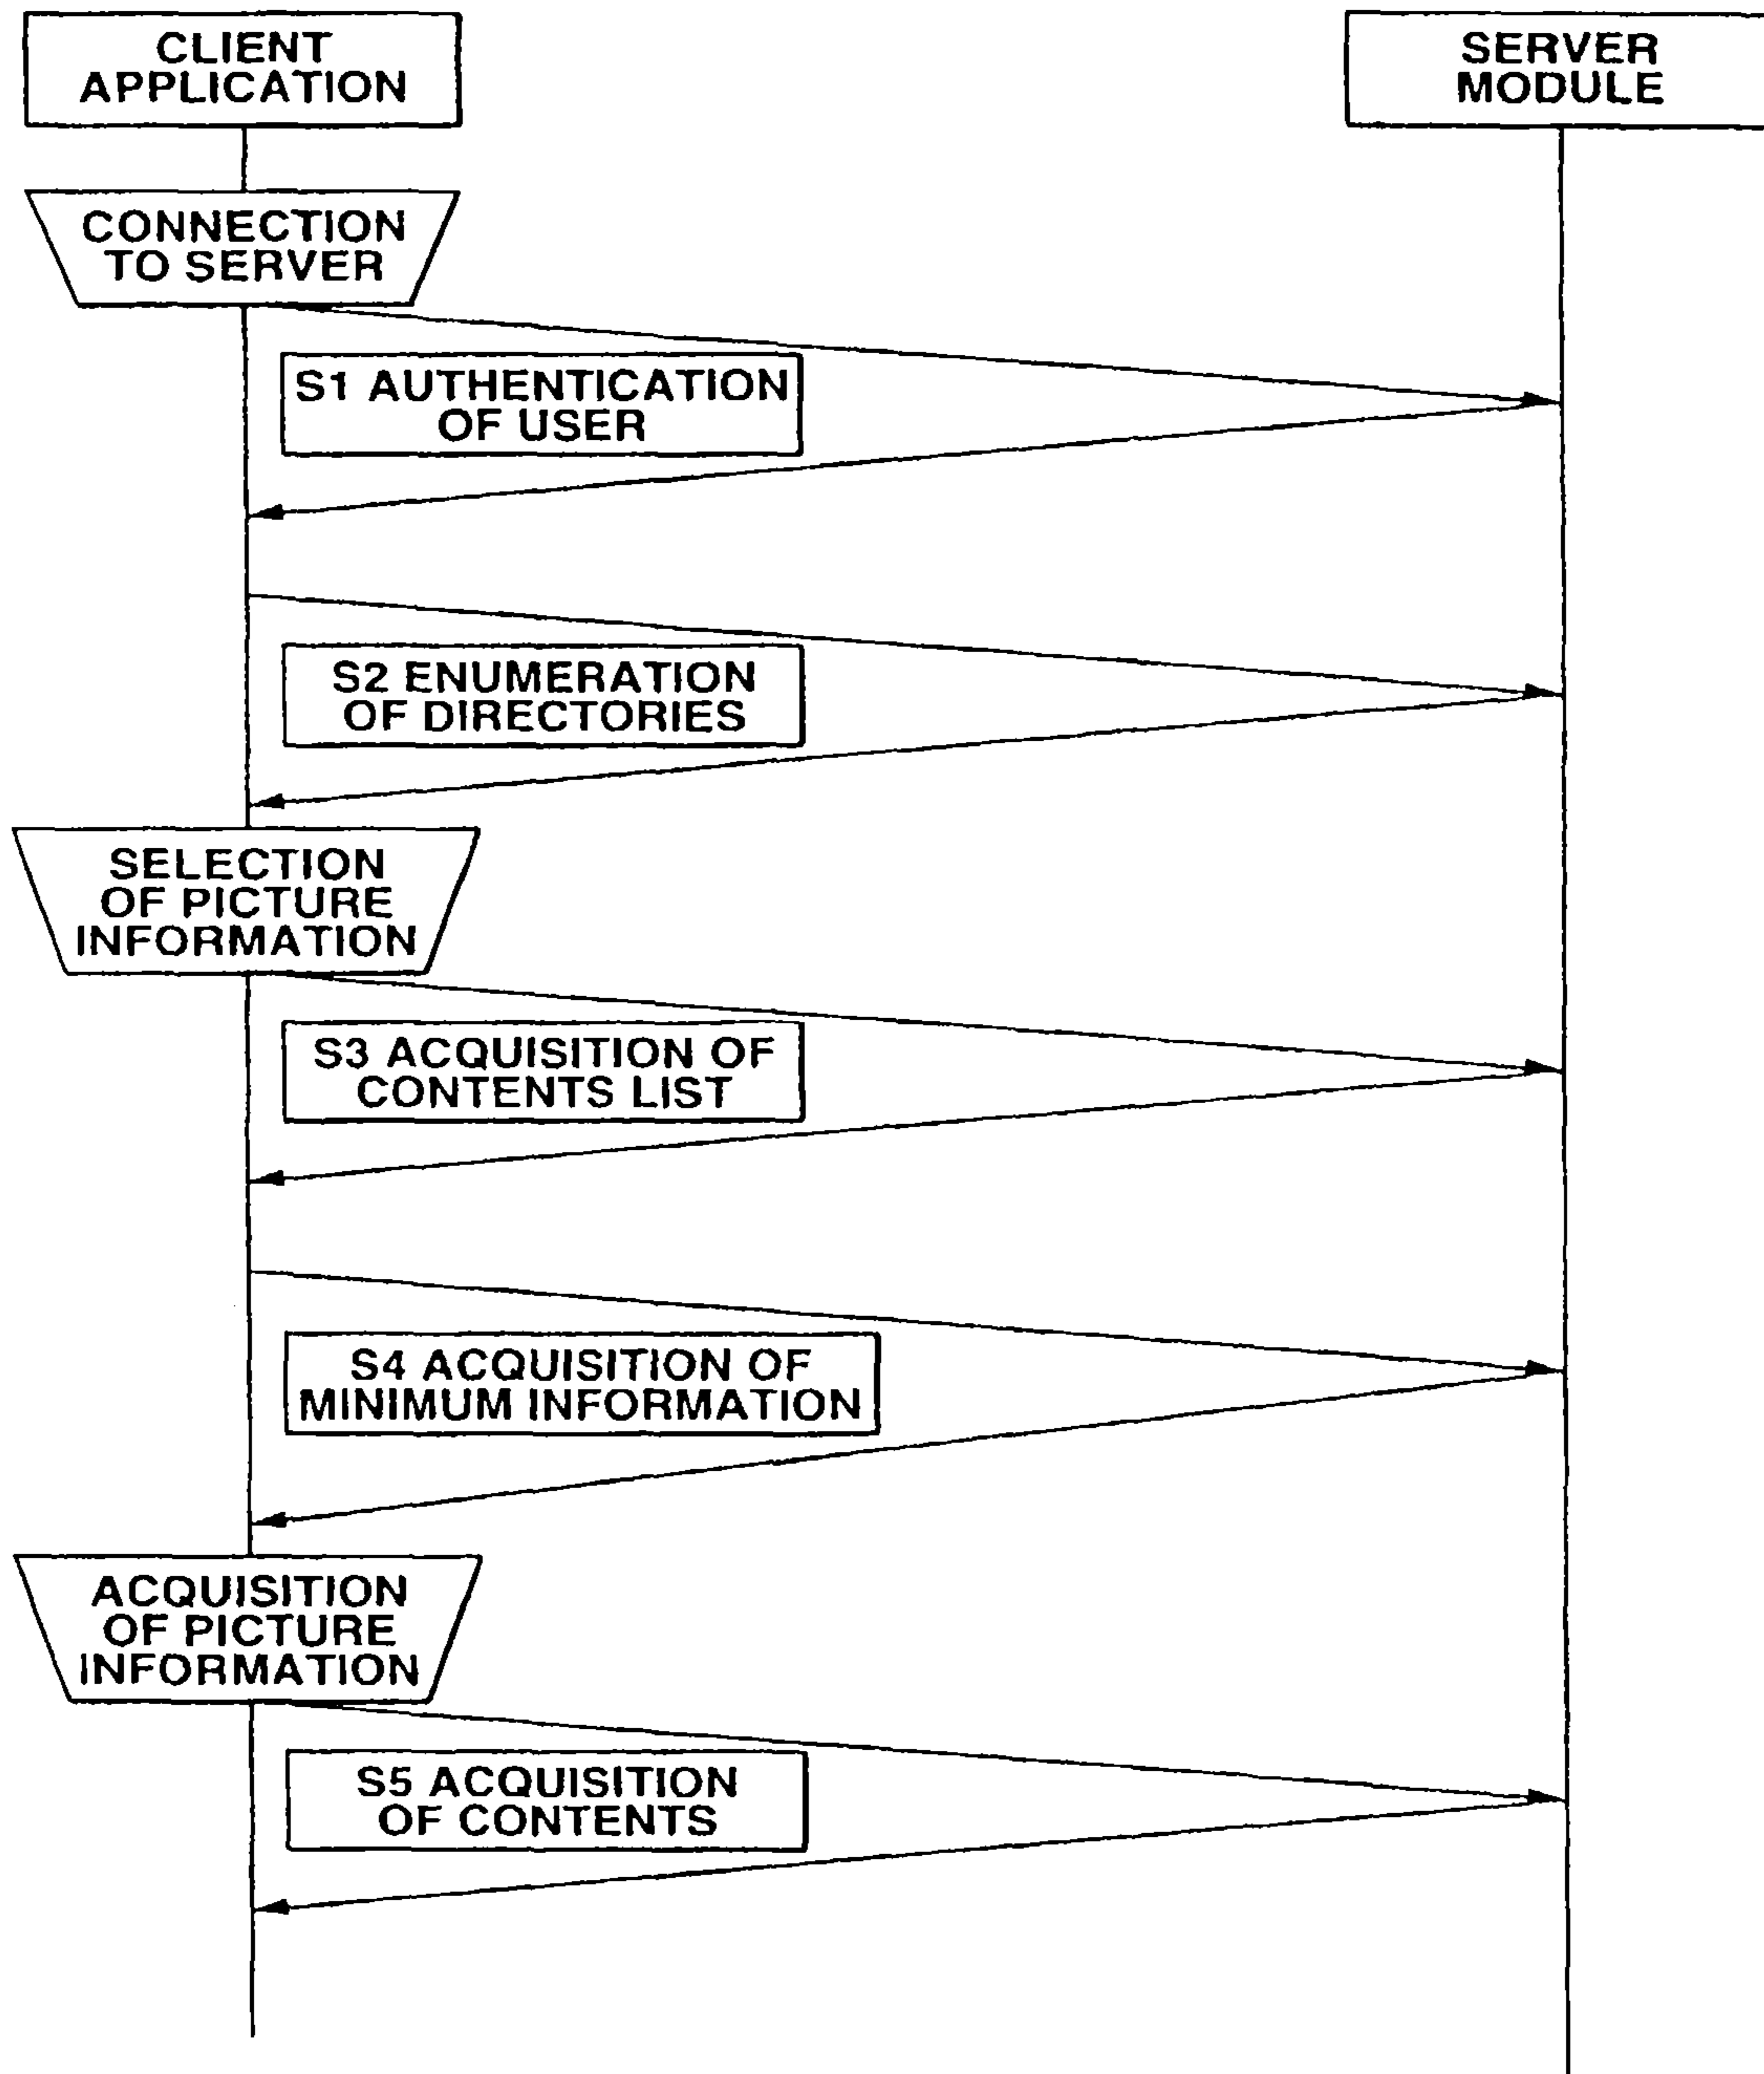 CLIENT
APPLICATION
SERVER
MODULE
CONNECTION
TO SERVER
S1 AUTHENTICATION
OF USER
S2 ENUMERATION
OF DIRECTORIES
SELECTION
OF PICTURE
INFORMATION
S3 ACQUISITION OF
CONTENTS LIST
S4 ACQUISITION OF
MINIMUM INFORMATION
ACQUISITION
OF PICTURE
INFORMATION
S5 ACQUISITION
OF CONTENTS